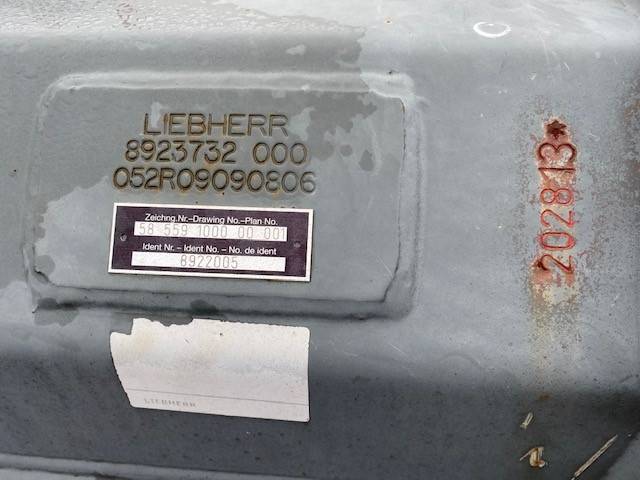 LIEBHERR
8923732 000
052R09090806
Zeichng.Nr.-Drawing No.-Plan No.
58 559 1000 00 001
Ident Nr. - Ident No. - No. de ident
8922005
LIEBHERR
202813*